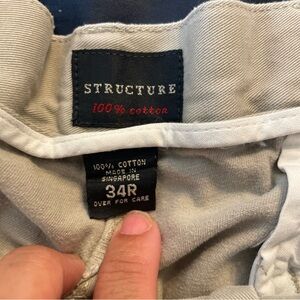 STRUCTURE
100% cotton
100% COTTON
MADE IN
SINGAPORE
34R
OVER FOR CARE